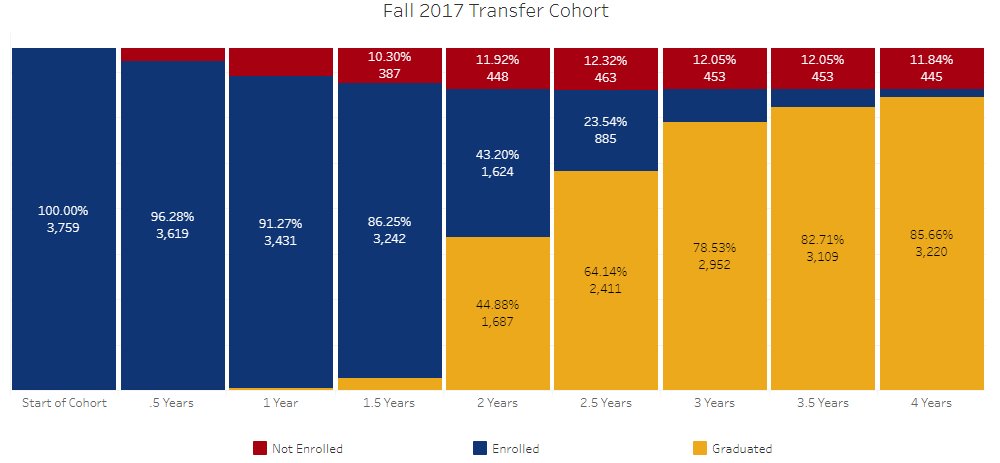 Fall 2017 Transfer Cohort
100.00%
3,759
96.28%
3,619
91.27%
3,431
10.30%
387
86.25%
3,242
11.92%
448
43.20%
1,624
44.88%
1,687
12.32%
463
23.54%
885
64.14%
2,411
12.05%
453
78.53%
2,952
12.05%
453
82.71%
3,109
11.84%
445
85.66%
3,220
Start of Cohort
.5 Years
1 Year
1.5 Years
2 Years
2.5 Years
3 Years
3.5 Years
4 Years
Not Enrolled
Enrolled
Graduated